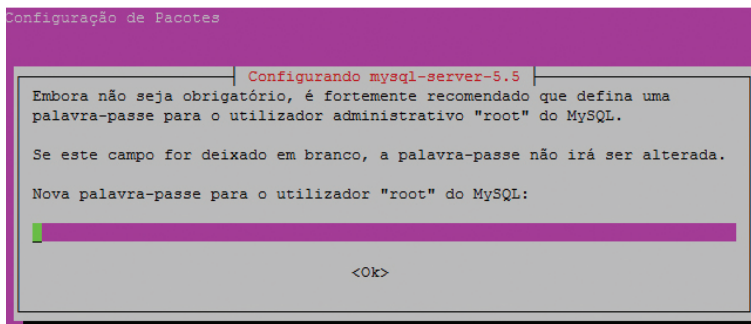 Configuração de Pacotes
Configurando mysql-server-5.5
Embora não seja obrigatório, é fortemente recomendado que defina uma
palavra-passe para o utilizador administrativo "root" do MySQL.
Se este campo for deixado em branco, a palavra-passe não irá ser alterada.
Nova palavra-passe para o utilizador "root" do MySQL:
<Ok>